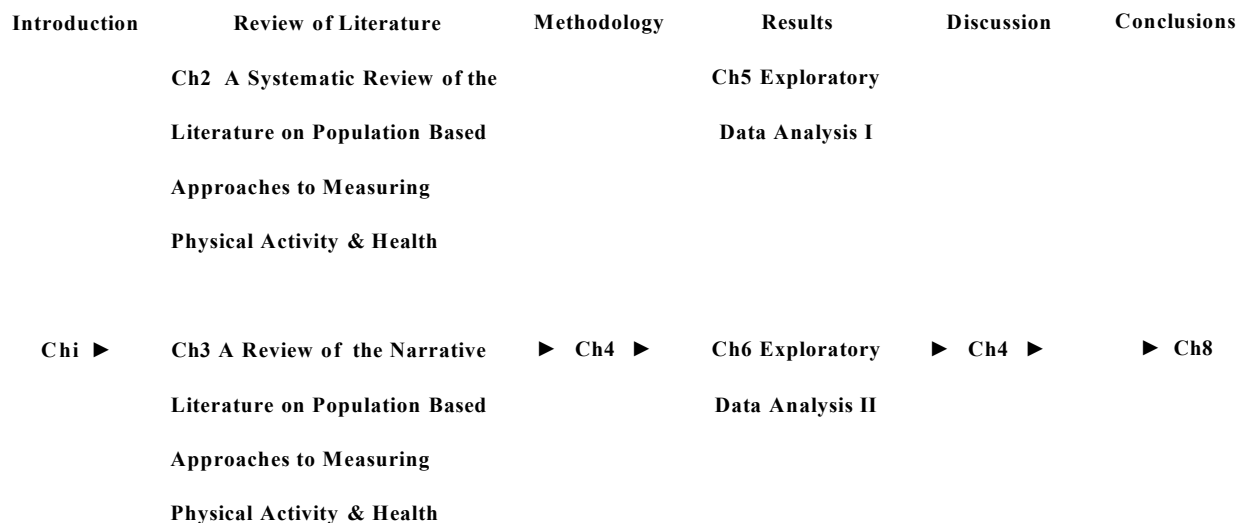 Introduction Review of Literature Methodology Results Discussion Conclusions
Ch2 A Systematic Review of the Ch5 Exploratory
Literature on Population Based Data Analysis I
Approaches to Measuring
Physical Activity & Health
Chi ► Ch3 A Review of the Narrative ► Ch4 ► Ch6 Exploratory ► Ch4 ► ► Ch8
Literature on Population Based Data Analysis II
Approaches to Measuring
Physical Activity & Health